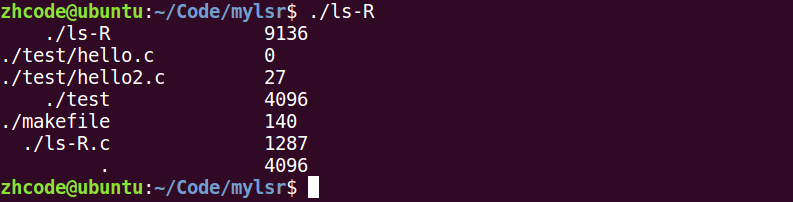 zhcode@ubuntu:~/Code/mylsr$ ./ls-R
    ./ls-R              9136
./test/hello.c          0
./test/hello2.c         27
    ./test              4096
./makefile              140
  ./ls-R.c              1287
         .              4096
zhcode@ubuntu:~/Code/mylsr$